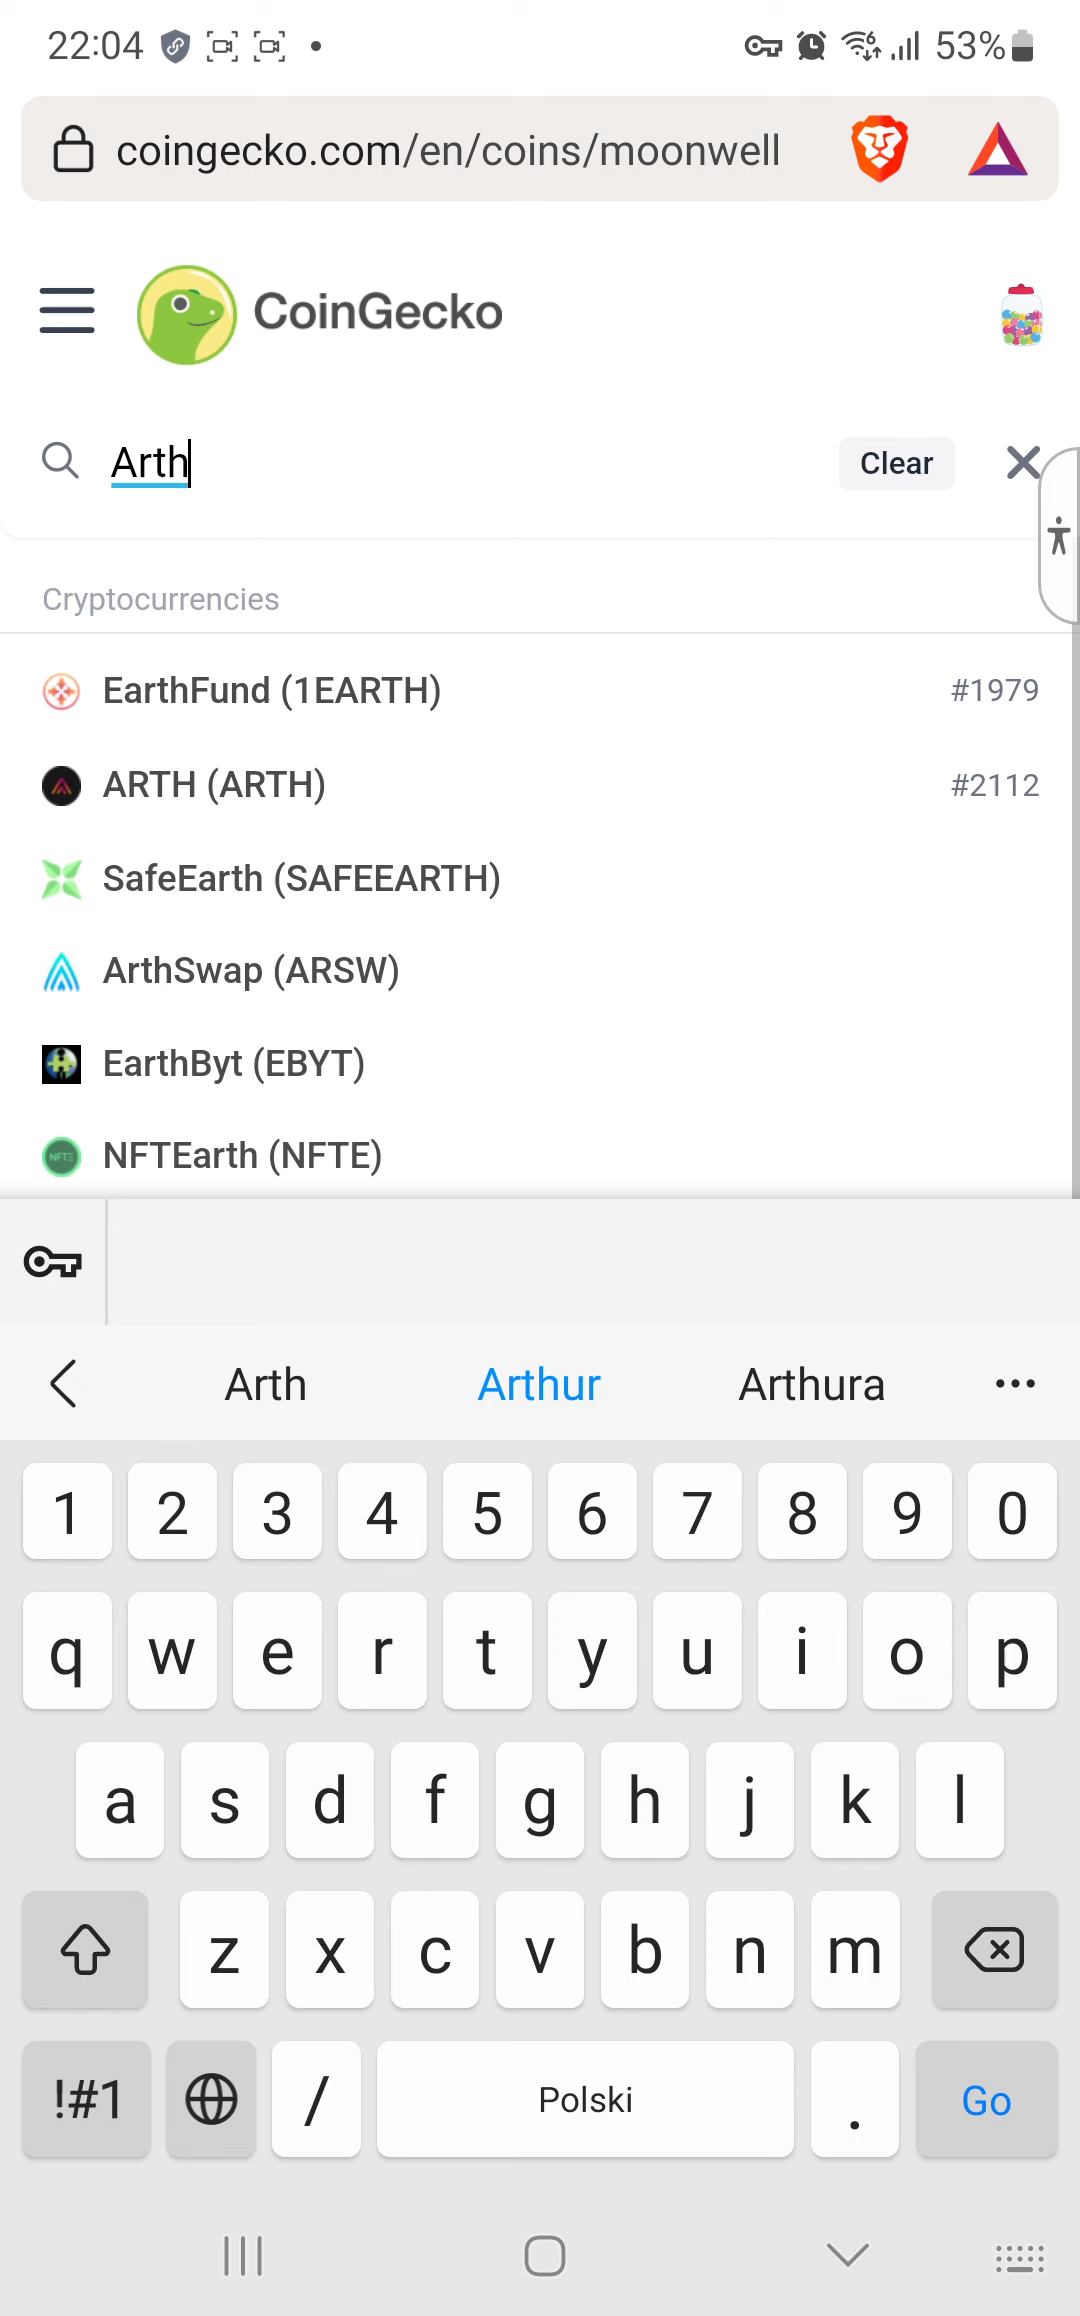 22:04
53%
coingecko.com/en/coins/moonwell
CoinGecko
Arth
Clear
Cryptocurrencies
EarthFund (1EARTH) #1979
ARTH (ARTH) #2112
SafeEarth (SAFEEARTH)
ArthSwap (ARSW)
EarthByt (EBYT)
NFTEarth (NFTE)
Arth Arthur Arthura
1 2 3 4 5 6 7 8 9 0
q w e r t y u i o p
a s d f g h j k l
z x c v b n m
!#1 / Polski . Go